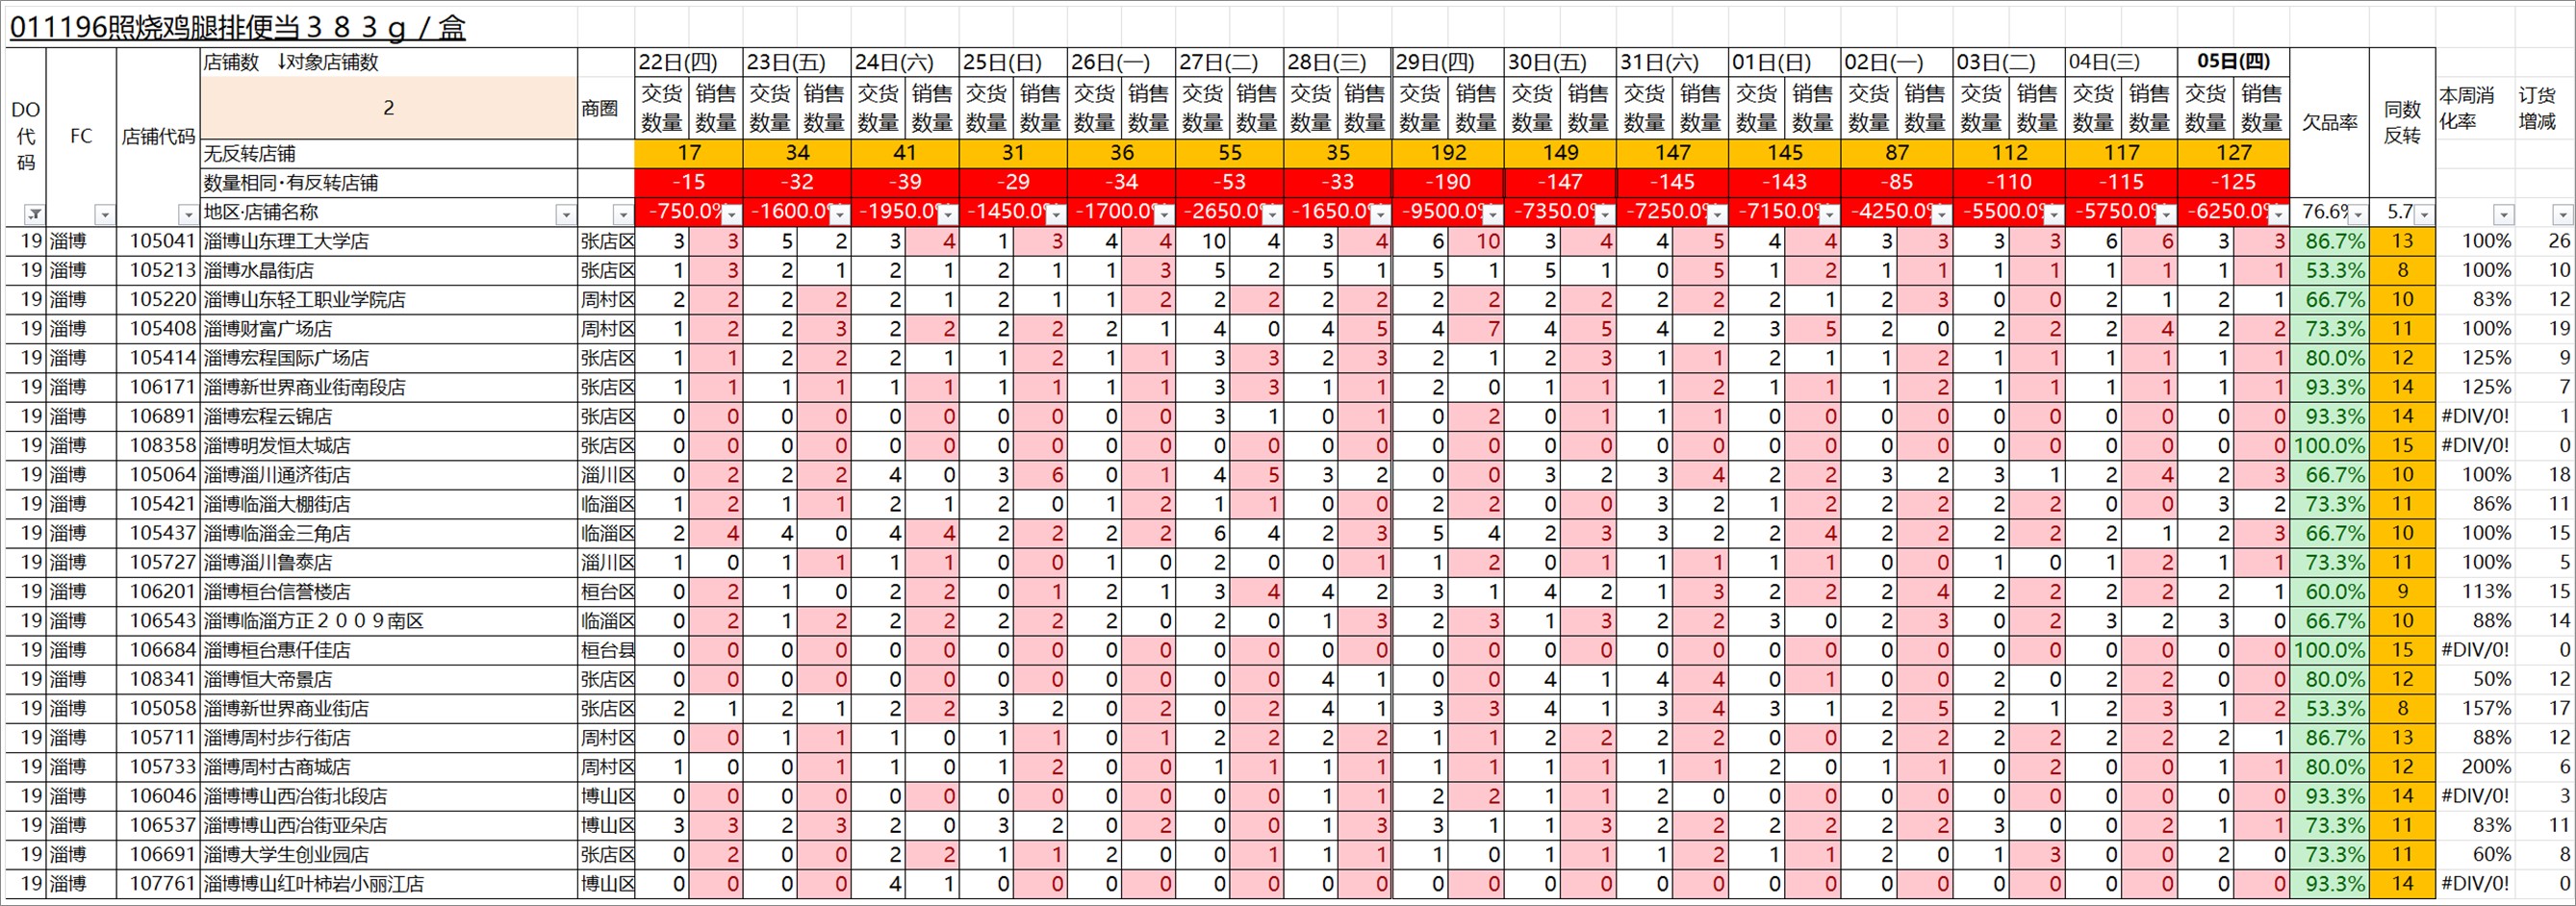 011196照烧鸡腿排便当３８３ｇ／盒
DO代码 FC 店铺代码 店铺数 ↓对象店铺数 商圈 22日(四) 23日(五) 24日(六) 25日(日) 26日(一) 27日(二) 28日(三) 29日(四) 30日(五) 31日(六) 01日(日) 02日(一) 03日(二) 04日(三) 05日(四) 欠品率 同数反转 本周消化率 订货增减
2 交货数量 销售数量 交货数量 销售数量 交货数量 销售数量 交货数量 销售数量 交货数量 销售数量 交货数量 销售数量 交货数量 销售数量 交货数量 销售数量 交货数量 销售数量 交货数量 销售数量 交货数量 销售数量 交货数量 销售数量 交货数量 销售数量 交货数量 销售数量 交货数量 销售数量
无反转店铺 17 34 41 31 36 55 35 192 149 147 145 87 112 117 127
数量相同·有反转店铺 -15 -32 -39 -29 -34 -53 -33 -190 -147 -145 -143 -85 -110 -115 -125
地区·店铺名称 -750.0% -1600.0% -1950.0% -1450.0% -1700.0% -2650.0% -1650.0% -9500.0% -7350.0% -7250.0% -7150.0% -4250.0% -5500.0% -5750.0% -6250.0% 76.6% 5.7
19 淄博 105041 淄博山东理工大学店 张店区 3 3 5 2 3 4 1 3 4 4 10 4 3 4 6 10 3 4 4 5 4 4 3 3 3 3 6 6 3 3 86.7% 13 100% 26
19 淄博 105213 淄博水晶街店 张店区 1 3 2 1 2 1 2 1 1 3 5 2 5 1 5 1 5 1 0 5 1 2 1 1 1 1 1 1 1 1 53.3% 8 100% 10
19 淄博 105220 淄博山东轻工职业学院店 周村区 2 2 2 2 2 1 2 1 1 2 2 2 2 2 2 2 2 2 2 2 2 1 2 3 0 0 2 1 2 1 66.7% 10 83% 12
19 淄博 105408 淄博财富广场店 周村区 1 2 2 3 2 2 2 2 2 1 4 0 4 5 4 7 4 5 4 2 3 5 2 0 2 2 2 4 2 2 73.3% 11 100% 19
19 淄博 105414 淄博宏程国际广场店 张店区 1 1 2 2 2 1 1 2 1 1 3 3 2 3 2 1 2 3 1 1 2 1 1 2 1 1 1 1 1 1 80.0% 12 125% 9
19 淄博 106171 淄博新世界商业街南段店 张店区 1 1 1 1 1 1 1 1 1 1 3 3 1 1 2 0 1 1 1 2 1 1 1 2 1 1 1 1 1 1 93.3% 14 125% 7
19 淄博 106891 淄博宏程云锦店 张店区 0 0 0 0 0 0 0 0 0 0 3 1 0 1 0 2 0 1 1 1 0 0 0 0 0 0 0 0 0 0 93.3% 14 #DIV/0! 1
19 淄博 108358 淄博明发恒太城店 张店区 0 0 0 0 0 0 0 0 0 0 0 0 0 0 0 0 0 0 0 0 0 0 0 0 0 0 0 0 0 0 100.0% 15 #DIV/0! 0
19 淄博 105064 淄博淄川通济街店 淄川区 0 2 2 2 4 0 3 6 0 1 4 5 3 2 0 0 3 2 3 4 2 2 3 2 3 1 2 4 2 3 66.7% 10 100% 18
19 淄博 105421 淄博临淄大棚街店 临淄区 1 2 1 1 2 1 2 0 1 2 1 1 0 0 2 2 0 0 3 2 1 2 2 2 2 2 0 0 3 2 73.3% 11 86% 11
19 淄博 105437 淄博临淄金三角店 临淄区 2 4 4 0 4 4 2 2 2 2 6 4 2 3 5 4 2 3 3 2 2 4 2 2 2 2 2 1 2 3 66.7% 10 100% 15
19 淄博 105727 淄博淄川鲁泰店 淄川区 1 0 1 1 1 1 0 0 1 0 2 0 0 1 1 2 0 1 1 1 1 1 0 0 1 0 1 2 1 1 73.3% 11 100% 5
19 淄博 106201 淄博桓台信誉楼店 桓台区 0 2 1 0 2 2 0 1 2 1 3 4 4 2 3 1 4 2 1 3 2 2 2 4 2 2 2 2 2 1 60.0% 9 113% 15
19 淄博 106543 淄博临淄方正２００９南区 临淄区 0 2 1 2 2 2 2 2 2 0 2 0 1 3 2 3 1 3 2 2 3 0 2 3 0 2 3 2 3 0 66.7% 10 88% 14
19 淄博 106684 淄博桓台惠仟佳店 桓台县 0 0 0 0 0 0 0 0 0 0 0 0 0 0 0 0 0 0 0 0 0 0 0 0 0 0 0 0 0 0 100.0% 15 #DIV/0! 0
19 淄博 108341 淄博恒大帝景店 张店区 0 0 0 0 0 0 0 0 0 0 0 0 4 1 0 0 4 1 4 4 0 1 0 0 2 0 2 2 0 0 80.0% 12 50% 12
19 淄博 105058 淄博新世界商业街店 张店区 2 1 2 1 2 2 3 2 0 2 0 2 4 1 3 3 4 1 3 4 3 1 2 5 2 1 2 3 1 2 53.3% 8 157% 17
19 淄博 105711 淄博周村步行街店 周村区 0 0 1 1 1 0 1 1 0 1 2 2 2 2 1 1 2 2 2 2 0 0 2 2 2 2 2 2 2 1 86.7% 13 88% 12
19 淄博 105733 淄博周村古商城店 周村区 1 0 0 1 1 0 1 2 0 0 1 1 1 1 1 1 1 1 1 1 2 0 1 1 0 2 0 0 1 1 80.0% 12 200% 6
19 淄博 106046 淄博博山西冶街北段店 博山区 0 0 0 0 0 0 0 0 0 0 0 0 1 1 2 2 1 1 2 0 0 0 0 0 0 0 0 0 0 0 93.3% 14 #DIV/0! 3
19 淄博 106537 淄博博山西冶街亚朵店 博山区 3 3 2 3 2 0 3 2 0 2 0 0 1 3 3 1 1 3 2 2 2 2 2 2 3 0 0 2 1 1 73.3% 11 83% 11
19 淄博 106691 淄博大学生创业园店 张店区 0 2 0 0 2 2 1 1 2 0 0 1 1 1 1 0 1 1 1 2 1 1 2 0 1 3 0 0 2 0 73.3% 11 60% 8
19 淄博 107761 淄博博山红叶柿岩小丽江店 博山区 0 0 0 0 4 1 0 0 0 0 0 0 0 0 0 0 0 0 0 0 0 0 0 0 0 0 0 0 0 0 93.3% 14 #DIV/0! 0